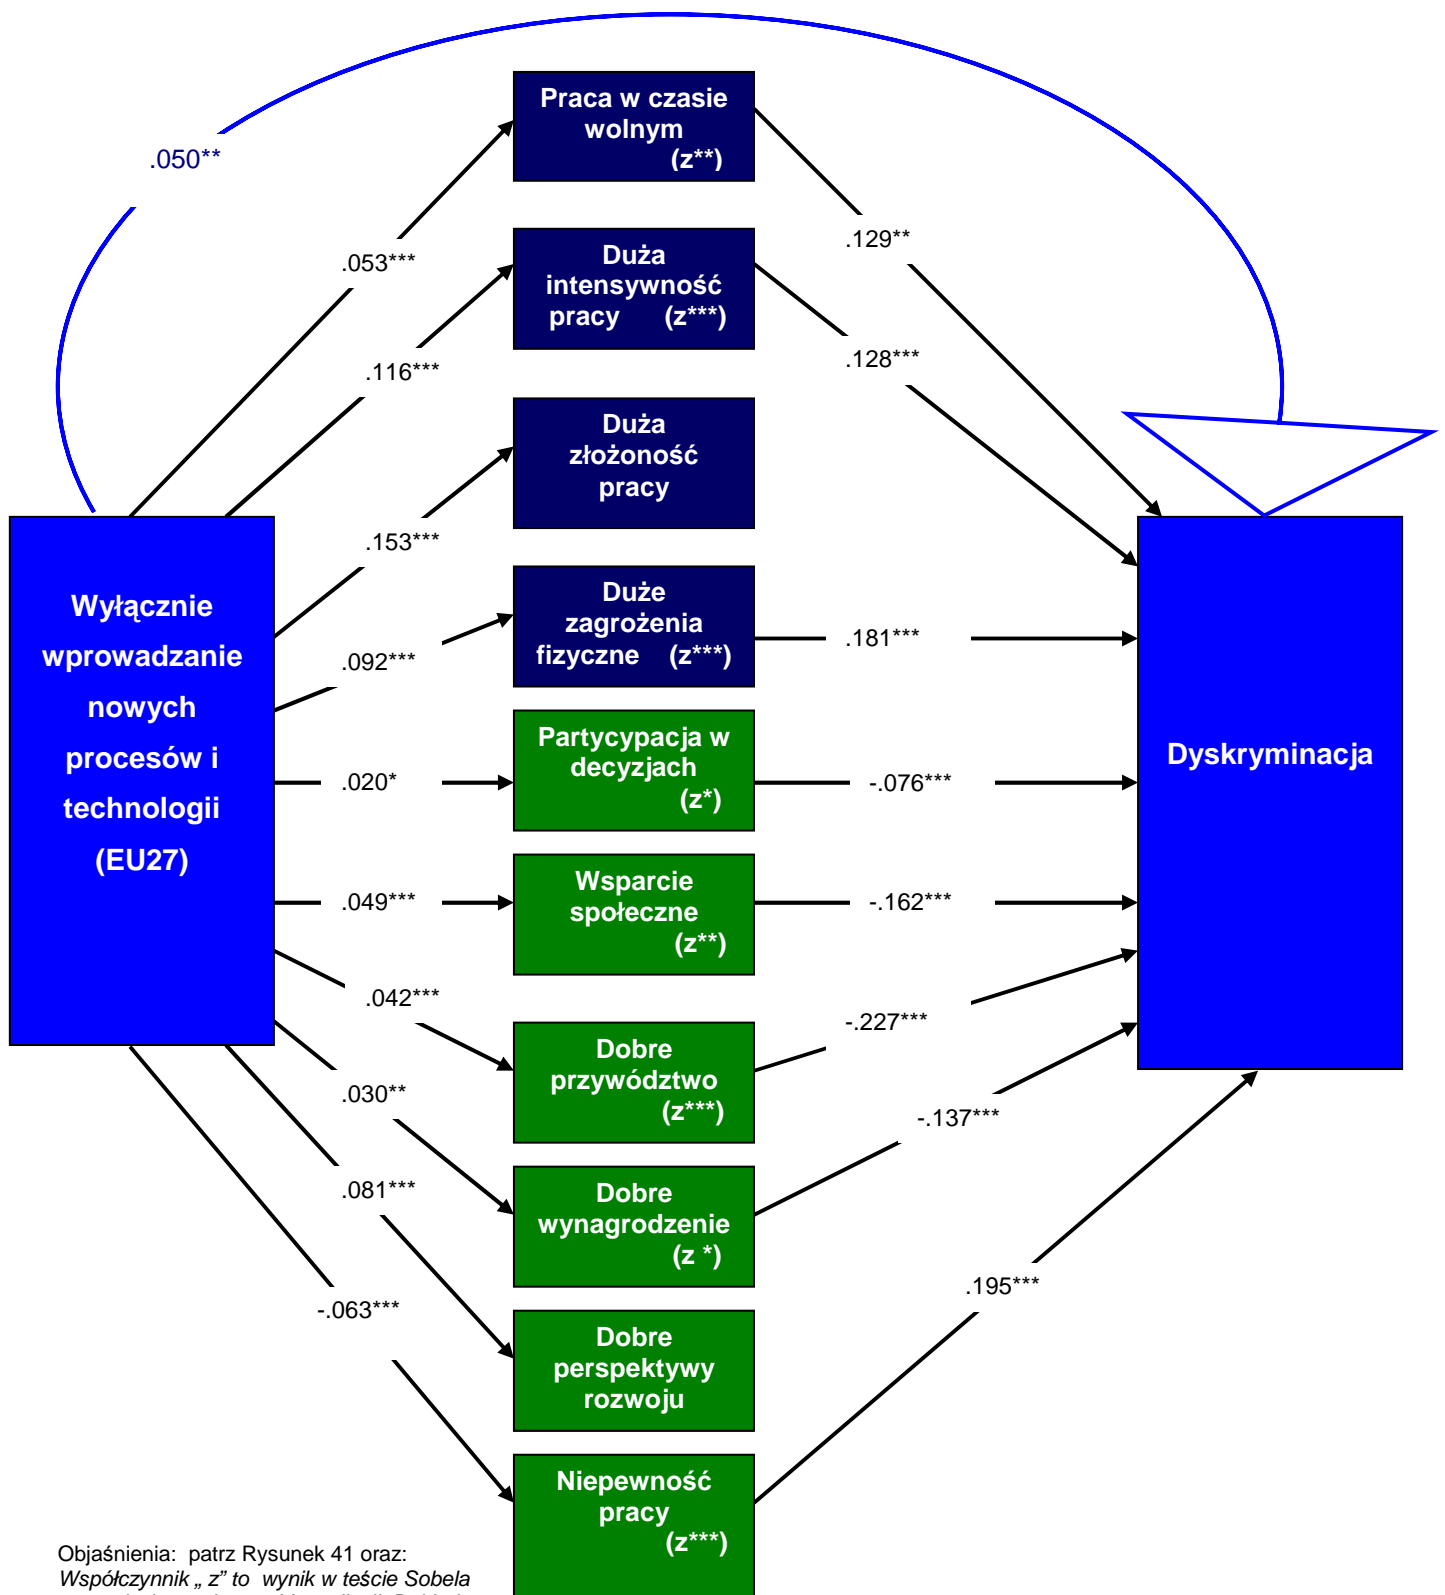 Praca w czasie
wolnym
(z**)
.050**
.129**
.053***
Duża
intensywność
pracy (z***)
.116***
.128***
Duża
złożoność
pracy
.153***
Wyłącznie
wprowadzanie
nowych
procesów i
technologii
(EU27)
Duże
zagrożenia
fizyczne (z***)
.092***
.181***
Partycypacja w
decyzjach
(z*)
.020*
-.076***
Dyskryminacja
Wsparcie
społeczne
(z**)
.049***
-.162***
.042***
-.227***
Dobre
przywództwo
(z***)
.030**
-.137***
Dobre
wynagrodzenie
(z *)
.081***
.195***
-.063***
Dobre
perspektywy
rozwoju
Niepewność
pracy
(z***)
Objaśnienia: patrz Rysunek 41 oraz:
Współczynnik „ z” to wynik w teście Sobela